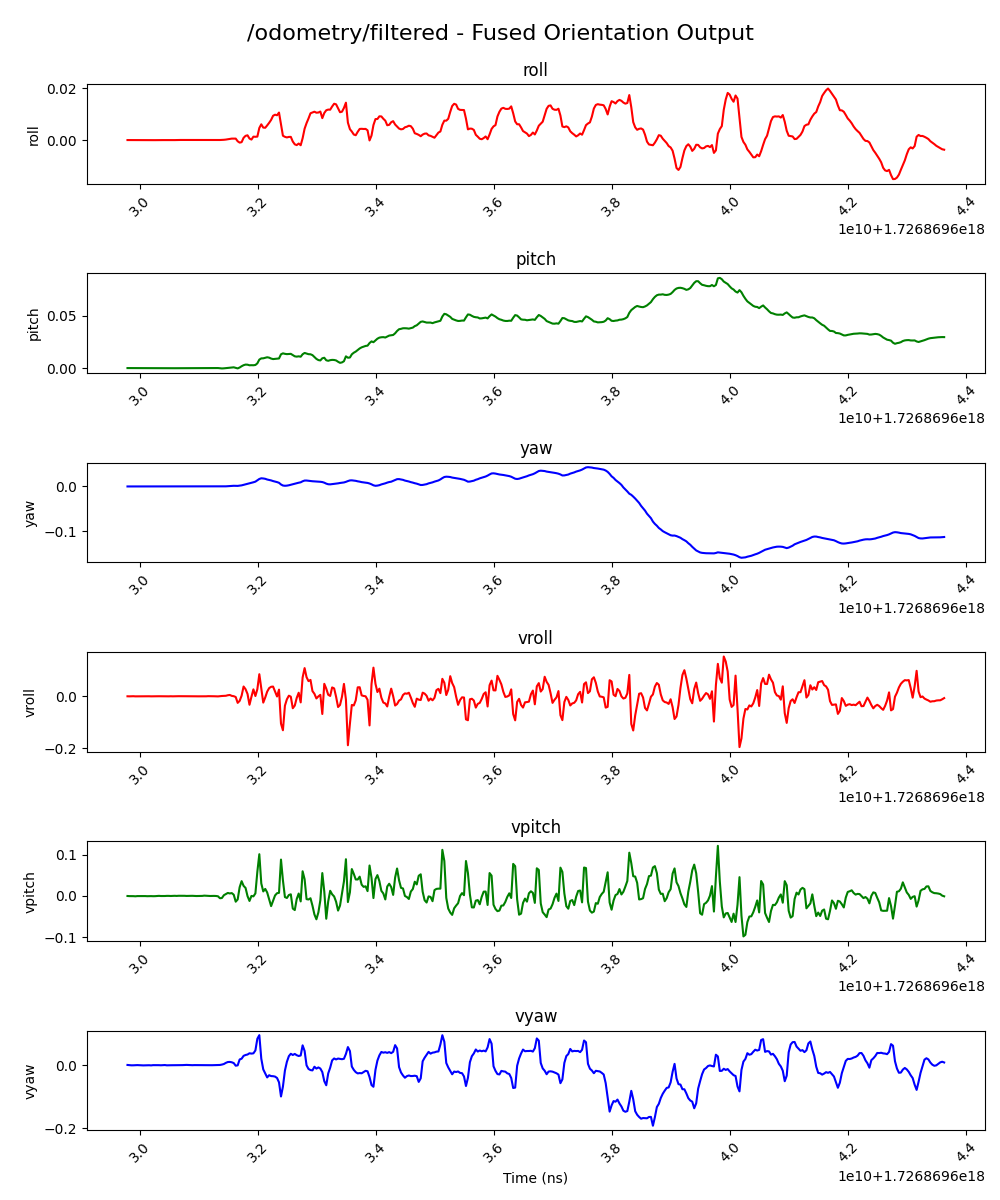 /odometry/filtered - Fused Orientation Output
roll
roll
0.02
0.00
3.0 3.2 3.4 3.6 3.8 4.0 4.2 4.4
1e10+1.7268696e18
pitch
pitch
0.05
0.00
3.0 3.2 3.4 3.6 3.8 4.0 4.2 4.4
1e10+1.7268696e18
yaw
yaw
0.0
−0.1
3.0 3.2 3.4 3.6 3.8 4.0 4.2 4.4
1e10+1.7268696e18
vroll
vroll
0.0
−0.2
3.0 3.2 3.4 3.6 3.8 4.0 4.2 4.4
1e10+1.7268696e18
vpitch
vpitch
0.1
0.0
−0.1
3.0 3.2 3.4 3.6 3.8 4.0 4.2 4.4
1e10+1.7268696e18
vyaw
vyaw
0.0
−0.2
3.0 3.2 3.4 3.6 3.8 4.0 4.2 4.4
Time (ns)
1e10+1.7268696e18